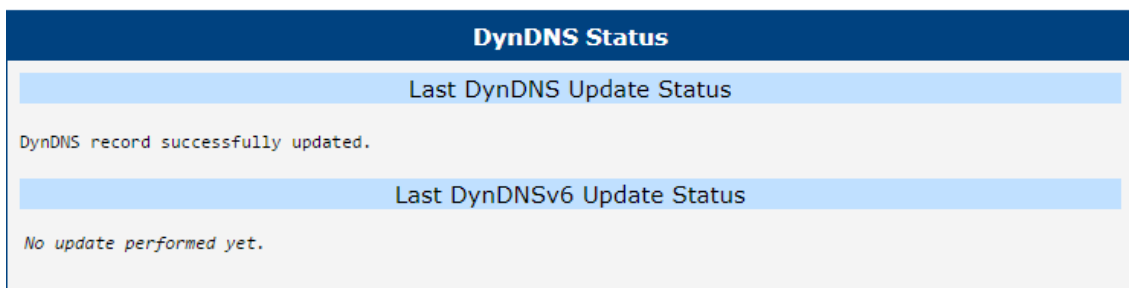 DynDNS Status
Last DynDNS Update Status
DynDNS record successfully updated.
Last DynDNSv6 Update Status
No update performed yet.